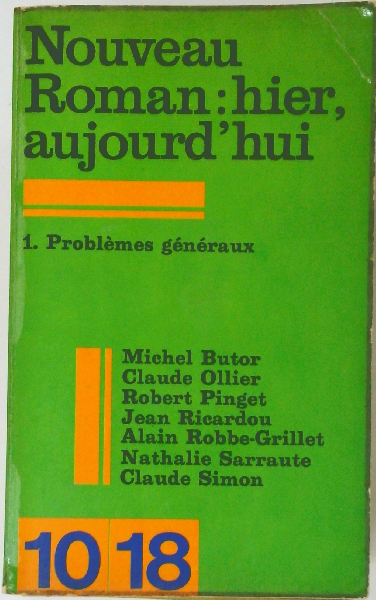 Nouveau
Roman : hier,
aujourd'hui
1. Problèmes généraux
Michel Butor
Claude Ollier
Robert Pinget
Jean Ricardou
Alain Robbe-Grillet
Nathalie Sarraute
Claude Simon
10 18